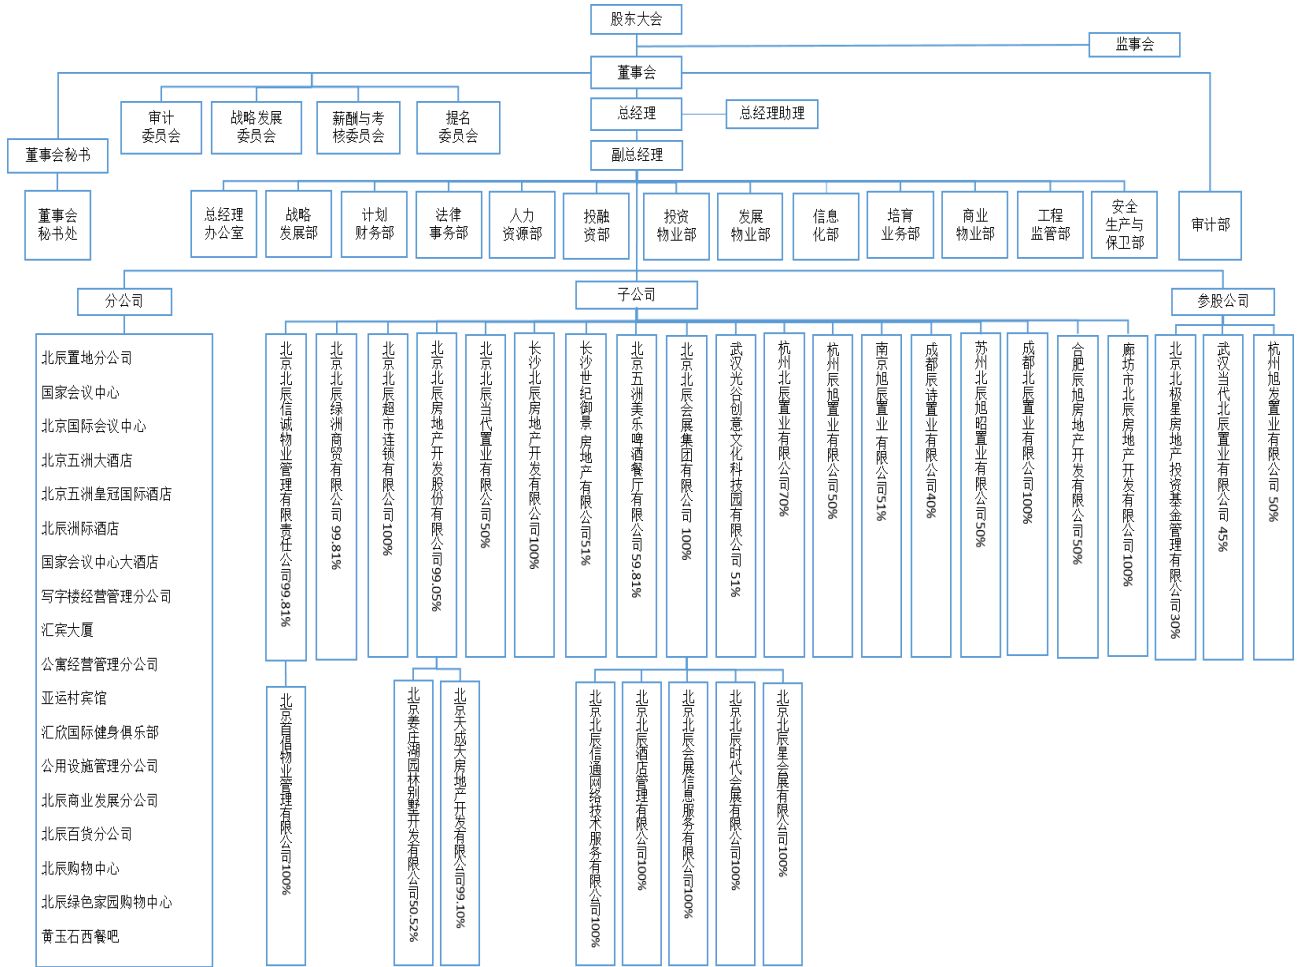 股东大会
监事会
董事会
总经理
总经理助理
审计
委员会
战略发展
委员会
薪酬与考
核委员会
提名
委员会
董事会秘书
副总经理
董事会
秘书处
总经理
办公室
战略
发展部
计划
财务部
法律
事务部
人力
资源部
投融
资部
投资
物业部
发展
物业部
信息
化部
培育
业务部
商业
物业部
工程
监管部
安全
生产与
保卫部
审计部
分公司
子公司
参股公司
北辰置地分公司
国家会议中心
北京国际会议中心
北京五洲大酒店
北京五洲皇冠国际酒店
北辰洲际酒店
国家会议中心大酒店
写字楼经营管理分公司
汇宾大厦
公寓经营管理分公司
亚运村宾馆
汇欣国际健身俱乐部
公用设施管理分公司
北辰商业发展分公司
北辰百货分公司
北辰购物中心
北辰绿色家园购物中心
黄玉石西餐吧
北京北辰信诚物业管理有限责任公司99.81%
北京北辰绿洲商贸有限公司 99.81%
北京北辰超市连锁有限公司100%
北京北辰房地产开发股份有限公司99.05%
北京北辰当代置业有限公司50%
长沙北辰房地产开发有限公司100%
长沙世纪御景 房地产有限公司51%
北京五洲美乐啤酒餐厅有限公司 59.81%
北京北辰会展集团有限公司 100%
武汉光谷创意文化科技园有限公司 51%
杭州北辰置业有限公司70%
杭州辰旭置业有限公司50%
南京旭辰置业 有限公司51%
成都辰诗置业有限公司40%
苏州北辰旭昭置业有限公司50%
成都北辰置业有限公司100%
合肥辰旭房地产开发有限公司50%
廊坊市北辰房地产开发有限公司100%
北京北极星房地产投资基金管理有限公司30%
武汉当代北辰置业有限公司 45%
杭州旭发置业有限公司 50%
北京首倡物业管理有限公司100%
北京姜庄湖园林别墅开发有限公司50.52%
北京天成天房地产开发有限公司99.10%
北京北辰信通网络技术服务有限公司100%
北京北辰酒店管理有限公司100%
北京北辰会展信息服务有限公司100%
北京北辰时代会展有限公司100%
北京北辰星会展有限公司100%